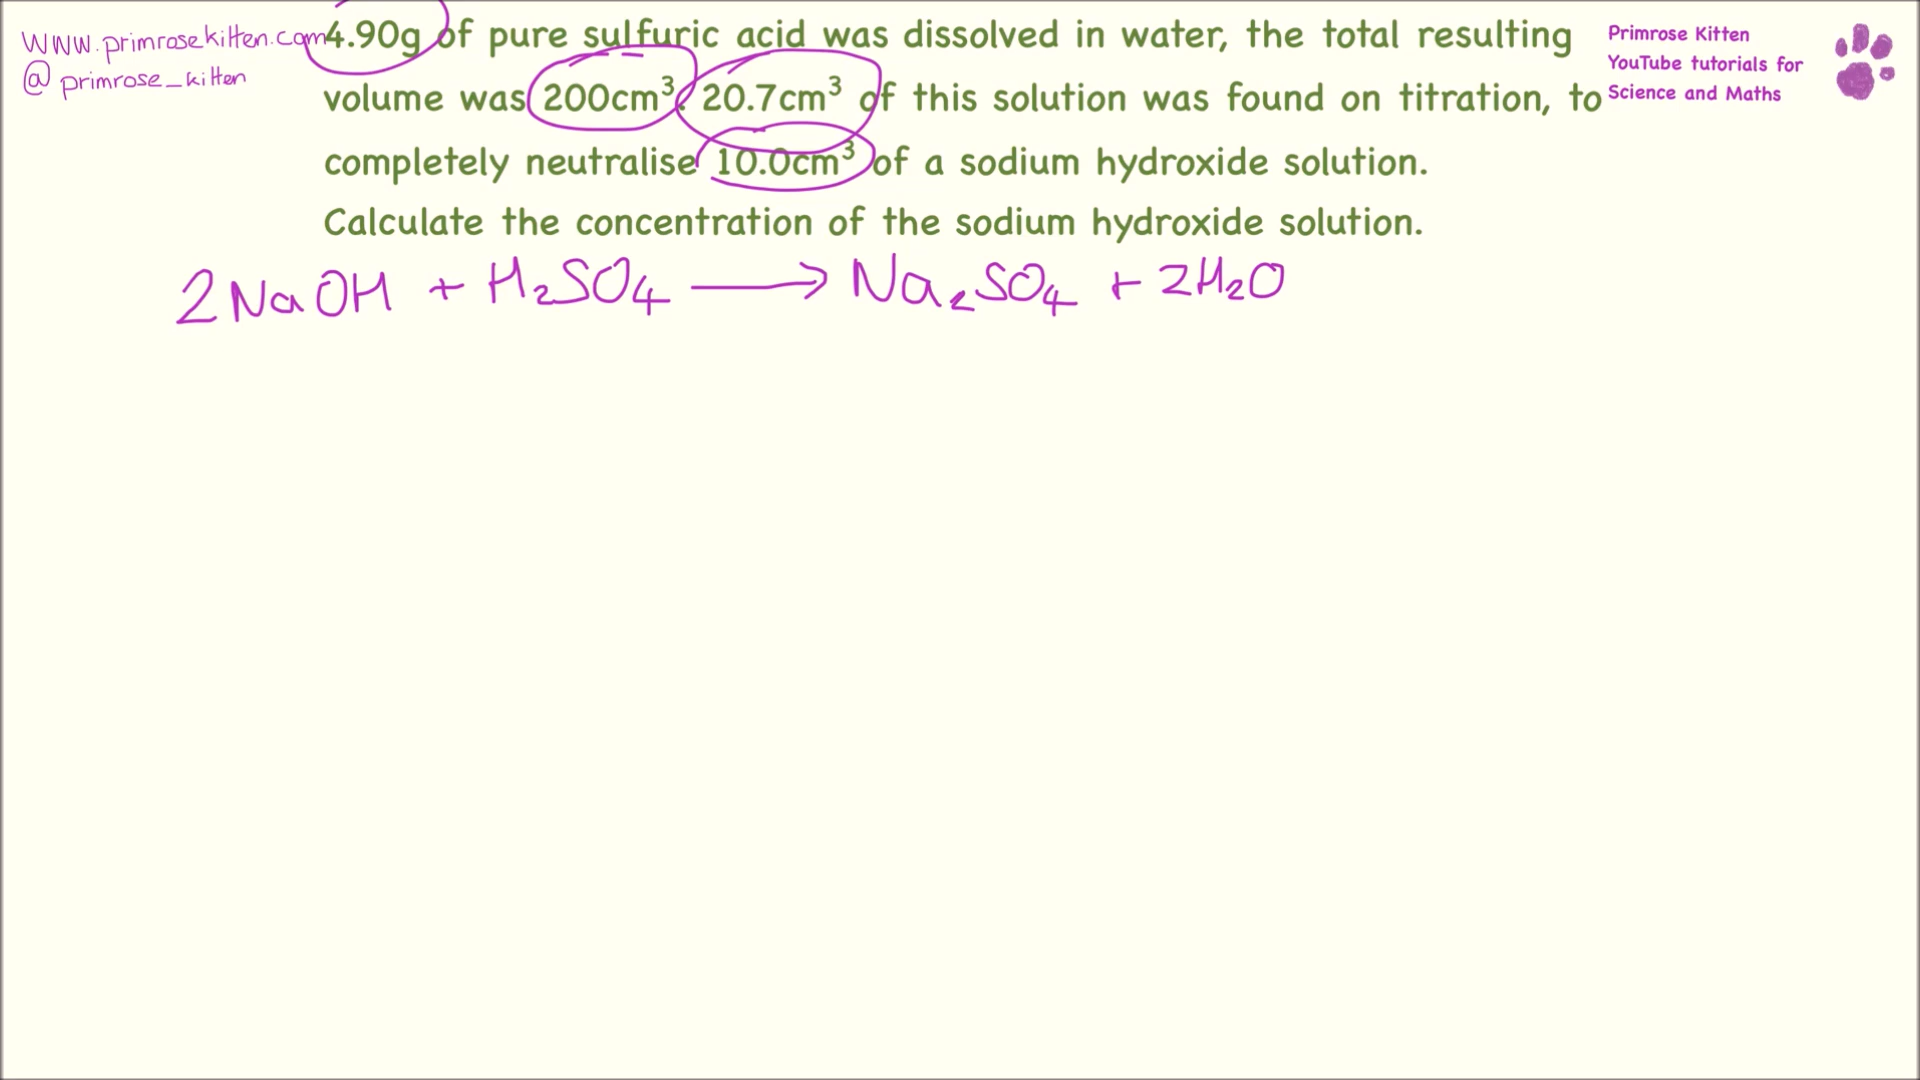 www.primrosekitten.com
@primrose_kitten
4.90g of pure sulfuric acid was dissolved in water, the total resulting
volume was 200cm³. 20.7cm³ of this solution was found on titration, to
completely neutralise 10.0cm³ of a sodium hydroxide solution.
Calculate the concentration of the sodium hydroxide solution.
Primrose Kitten
YouTube tutorials for
Science and Maths
2NaOH + H₂SO₄ → Na₂SO₄ + 2H₂O